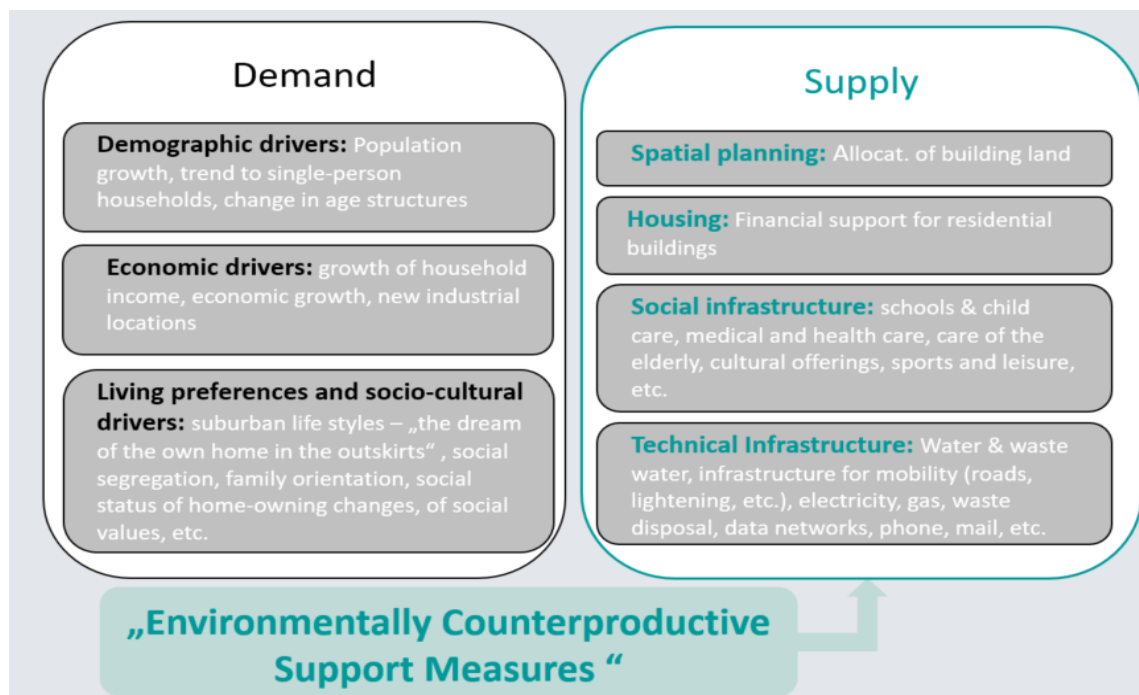 Demand
Demographic drivers: Population
growth, trend to single-person
households, change in age structures
Economic drivers: growth of household
income, economic growth, new industrial
locations
Living preferences and socio-cultural
drivers: suburban life styles – „the dream
of the own home in the outskirts“ , social
segregation, family orientation, social
status of home-owning changes, of social
values, etc.
Supply
Spatial planning: Allocat. of building land
Housing: Financial support for residential
buildings
Social infrastructure: schools & child
care, medical and health care, care of the
elderly, cultural offerings, sports and leisure,
etc.
Technical Infrastructure: Water & waste
water, infrastructure for mobility (roads,
lightening, etc.), electricity, gas, waste
disposal, data networks, phone, mail, etc.
„Environmentally Counterproductive
Support Measures “